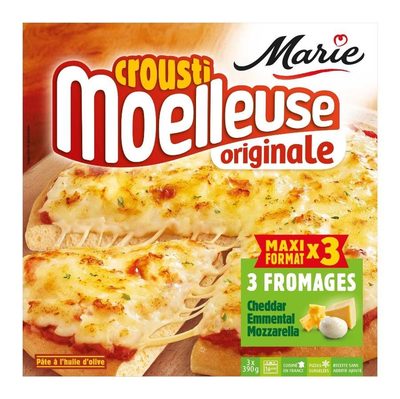 Marie
crousti
Moelleuse
originale
MAXI
FORMAT x3
3 FROMAGES
Cheddar
Emmental
Mozzarella
Pâte à l'huile d'olive
3x
390g